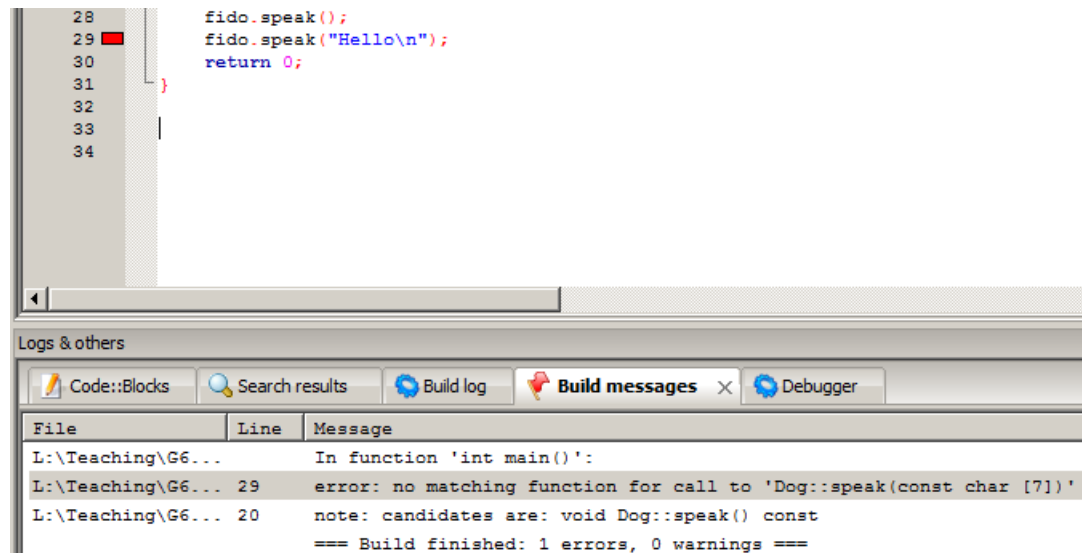 28 fido.speak();
29 fido.speak("Hello\n");
30 return 0;
31 }
32
33
34
Logs & others
Code::Blocks Search results Build log Build messages Debugger
File Line Message
L:\Teaching\G6... In function 'int main()':
L:\Teaching\G6... 29 error: no matching function for call to 'Dog::speak(const char [7])'
L:\Teaching\G6... 20 note: candidates are: void Dog::speak() const
=== Build finished: 1 errors, 0 warnings ===